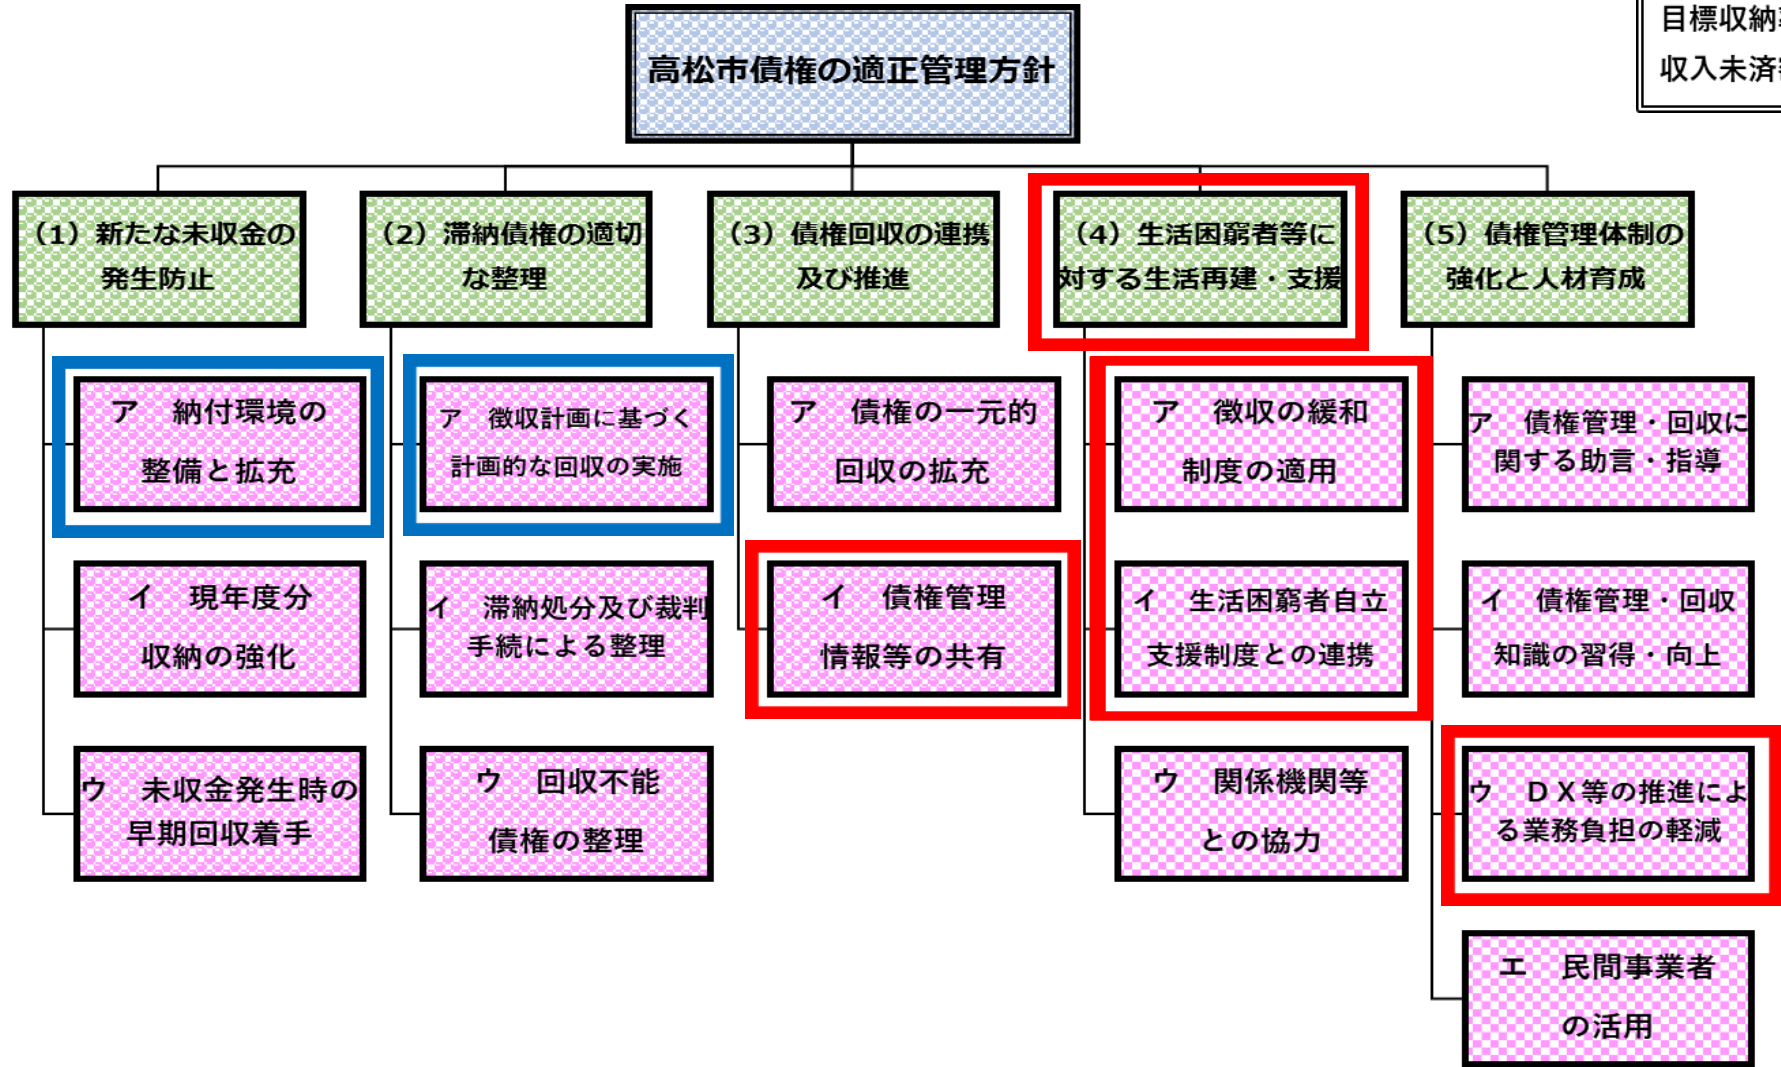 高松市債権の適正管理方針
目標収納
収入未済
(1)新たな未収金の
発生防止
(2)滞納債権の適切
な整理
(3)債権回収の連携
及び推進
(4)生活困窮者等に
対する生活再建・支援
(5)債権管理体制の
強化と人材育成
ア 納付環境の
整備と拡充
イ 現年度分
収納の強化
ウ 未収金発生時の
早期回収着手
ア 徴収計画に基づく
計画的な回収の実施
イ 滞納処分及び裁判
手続による整理
ウ 回収不能
債権の整理
ア 債権の一元的
回収の拡充
イ 債権管理
情報等の共有
ア 徴収の緩和
制度の適用
イ 生活困窮者自立
支援制度との連携
ウ 関係機関等
との協力
ア 債権管理・回収に
関する助言・指導
イ 債権管理・回収
知識の習得・向上
ウ DX等の推進によ
る業務負担の軽減
エ 民間事業者
の活用